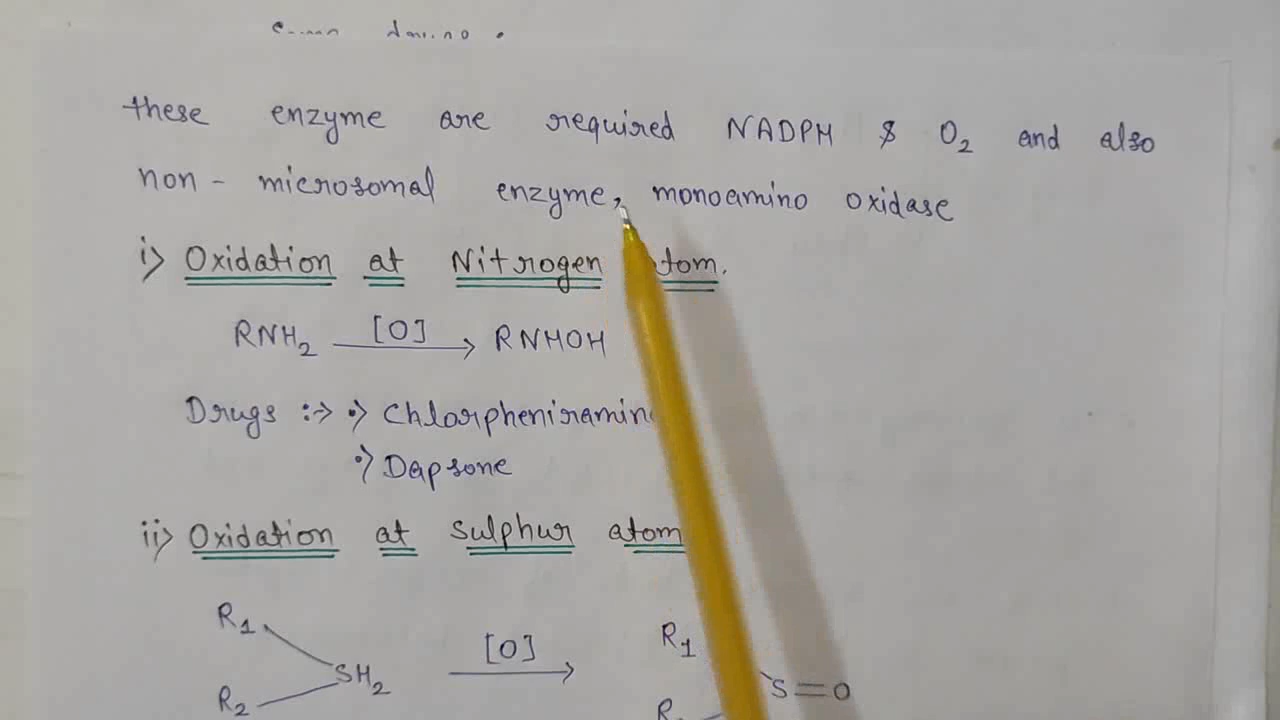 these enzyme are required NADPH & O2 and also
non - microsomal enzyme, monoamino oxidase
i) Oxidation at Nitrogen atom.
RNH2 [O] → RNHOH
Drugs :→ •) Chlorpheniramine
•) Dapsone
ii) Oxidation at Sulphur atom
R1 [O] R1
SH2 → S=O
R2